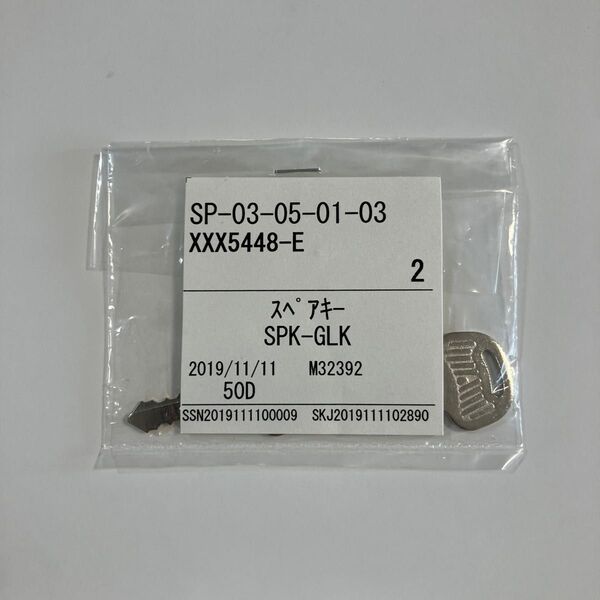 SP-03-05-01-03
XXX5448-E
2
ｽﾍﾟｱｷｰ
SPK-GLK
2019/11/11 M32392
50D
SSN2019111100009 SKJ2019111102890